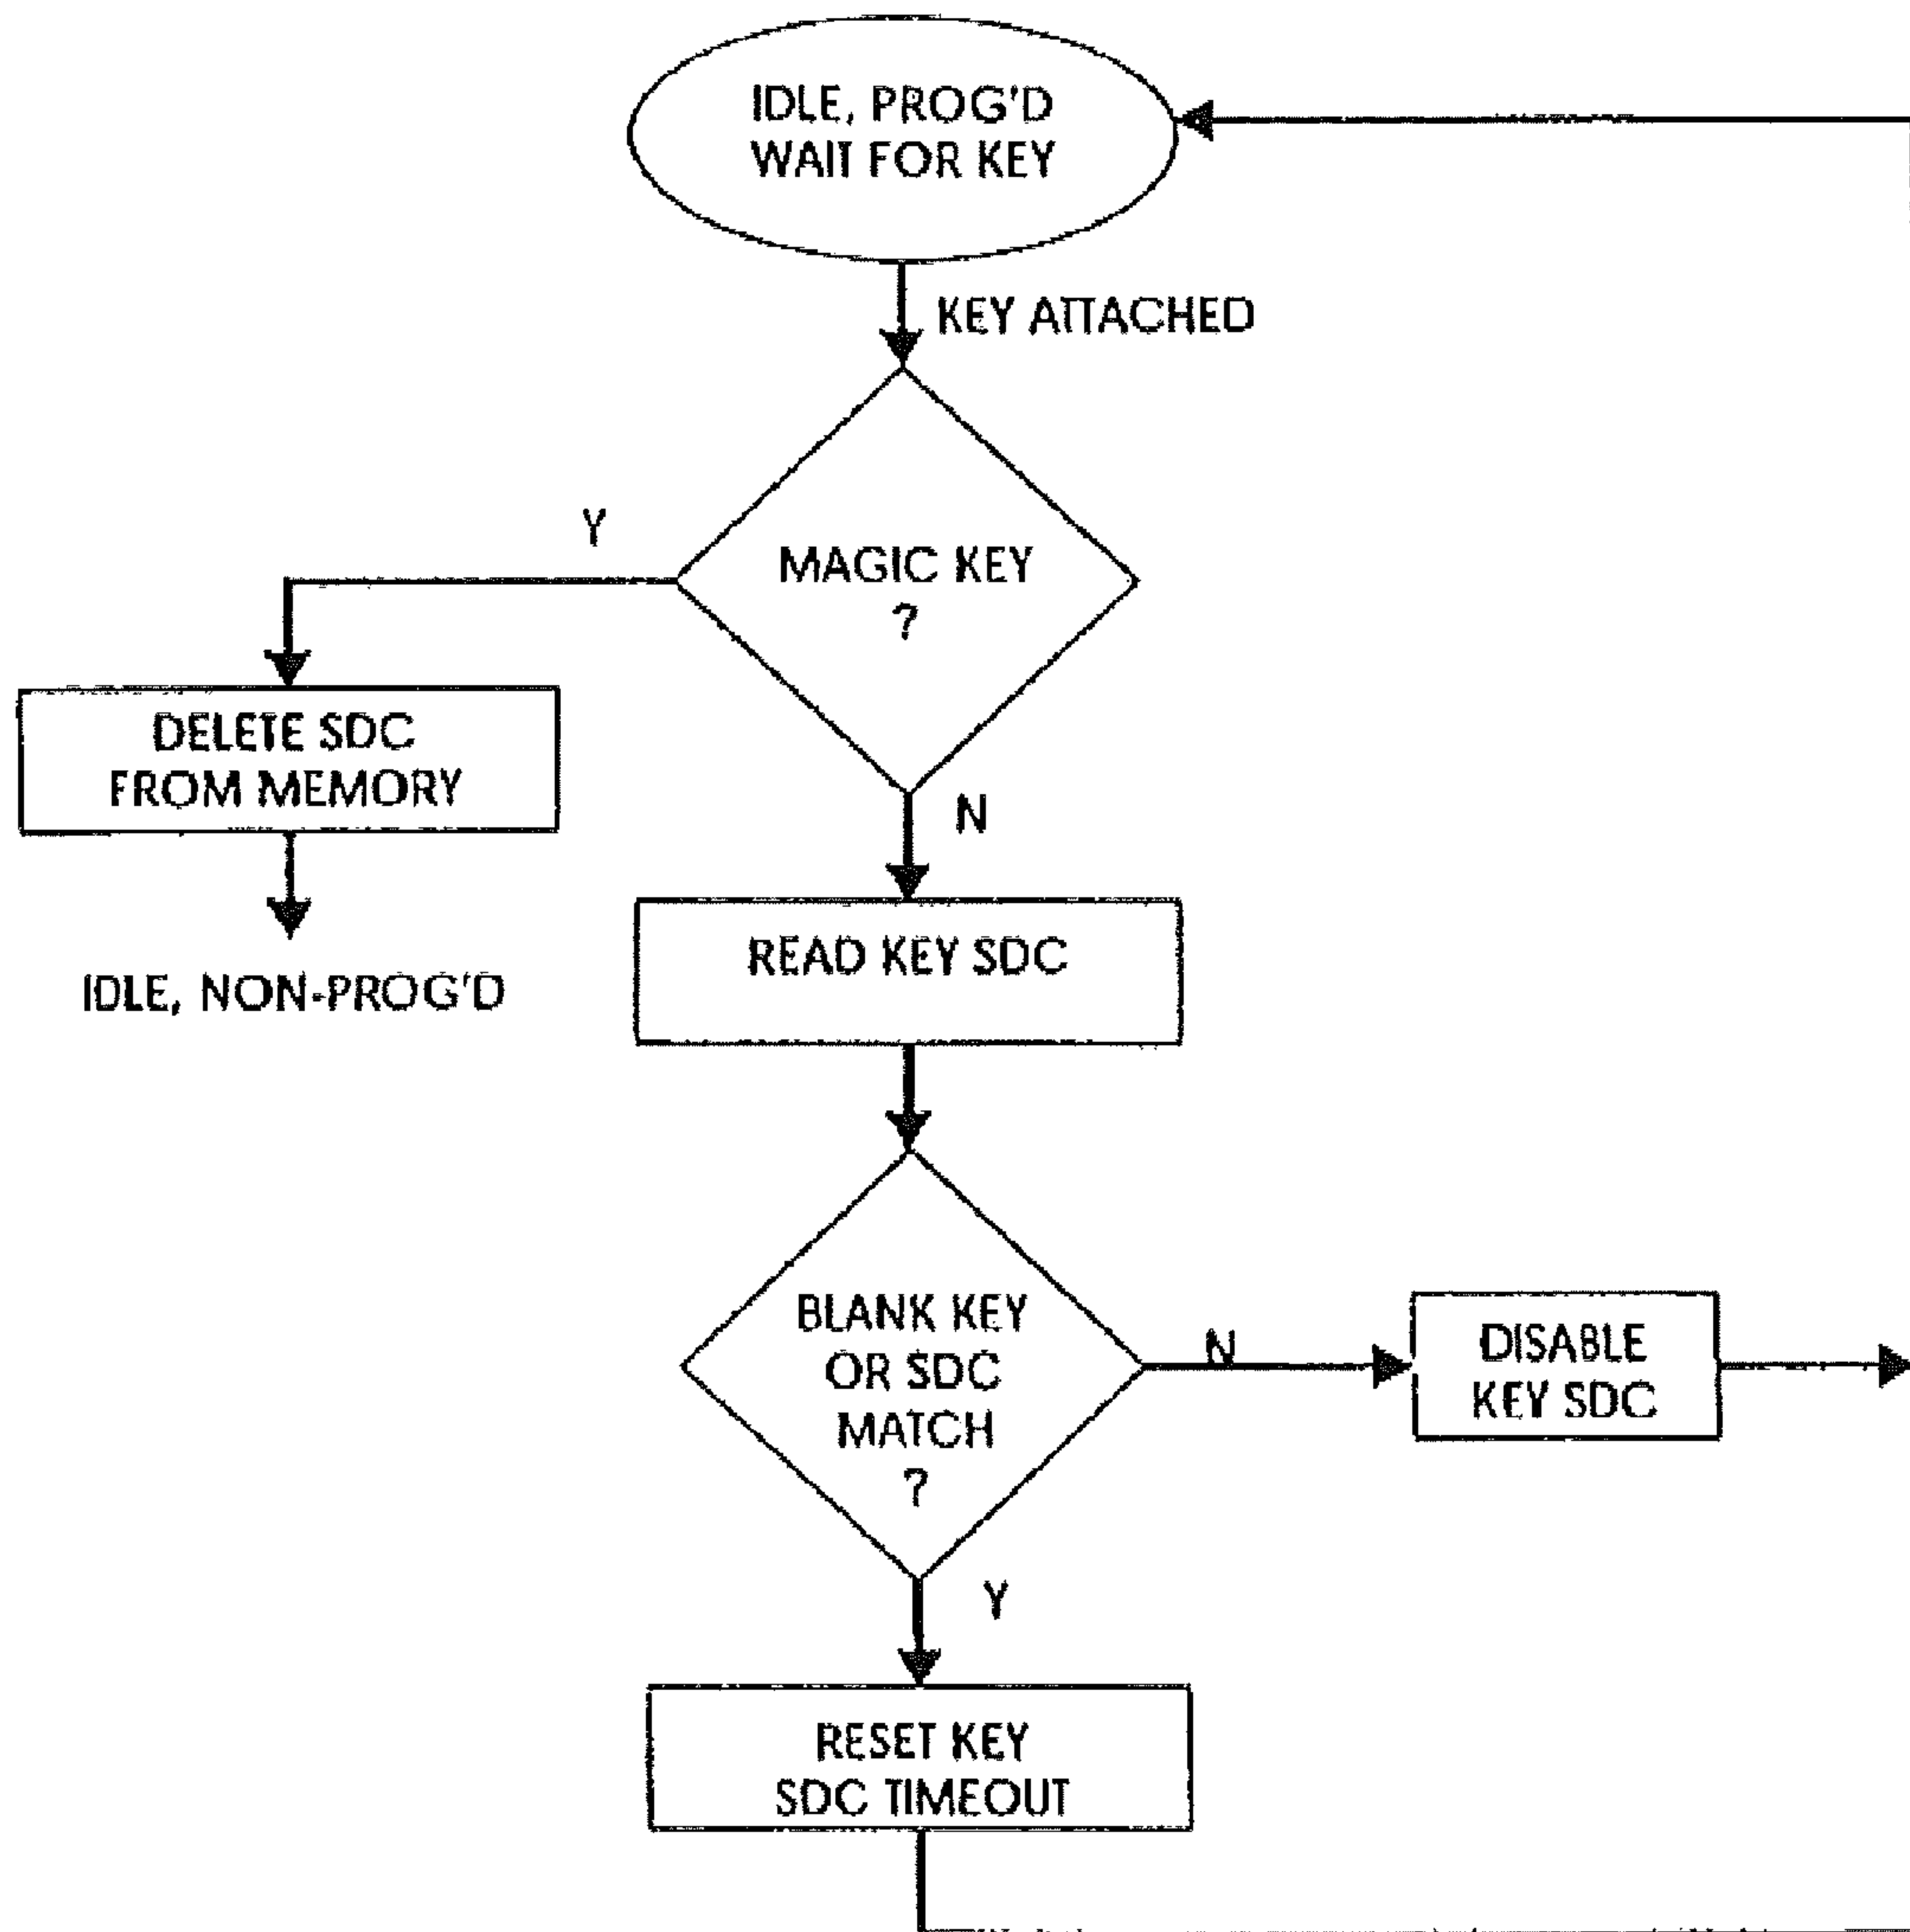 IDLE, PROG'D
WAIT FOR KEY
KEY ATTACHED
Y
MAGIC KEY
?
DELETE SDC
FROM MEMORY
N
IDLE, NON-PROG'D
READ KEY SDC
BLANK KEY
OR SDC
MATCH
?
N
DISABLE
KEY SDC
Y
RESET KEY
SDC TIMEOUT